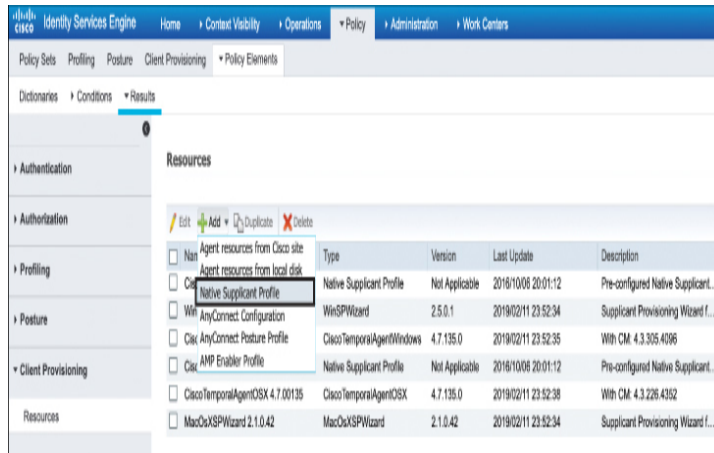 cisco Identity Services Engine Home Context Visibility Operations Policy Administration Work Centers
Policy Sets Profiling Posture Client Provisioning Policy Elements
Dictionaries Conditions Results
Authentication
Authorization
Profiling
Posture
Client Provisioning
Resources
Resources
Edit Add Duplicate Delete
Agent resources from Cisco site
Agent resources from local disk
Native Supplicant Profile
AnyConnect Configuration
AnyConnect Posture Profile
AMP Enabler Profile
Type Version Last Update Description
Native Supplicant Profile Not Applicable 2016/10/06 20:01:12 Pre-configured Native Supplicant...
WinSPWizard 2.5.0.1 2019/02/11 23:52:34 Supplicant Provisioning Wizard f...
CiscoTemporalAgentWindows 4.7.135.0 2019/02/11 23:52:35 With CM: 4.3.305.4096
Native Supplicant Profile Not Applicable 2016/10/06 20:01:12 Pre-configured Native Supplicant...
CiscoTemporalAgentOSX 4.7.00135 CiscoTemporalAgentOSX 4.7.135.0 2019/02/11 23:52:38 With CM: 4.3.226.4352
MacOsXSPWizard 2.1.0.42 MacOsXSPWizard 2.1.0.42 2019/02/11 23:52:34 Supplicant Provisioning Wizard f...